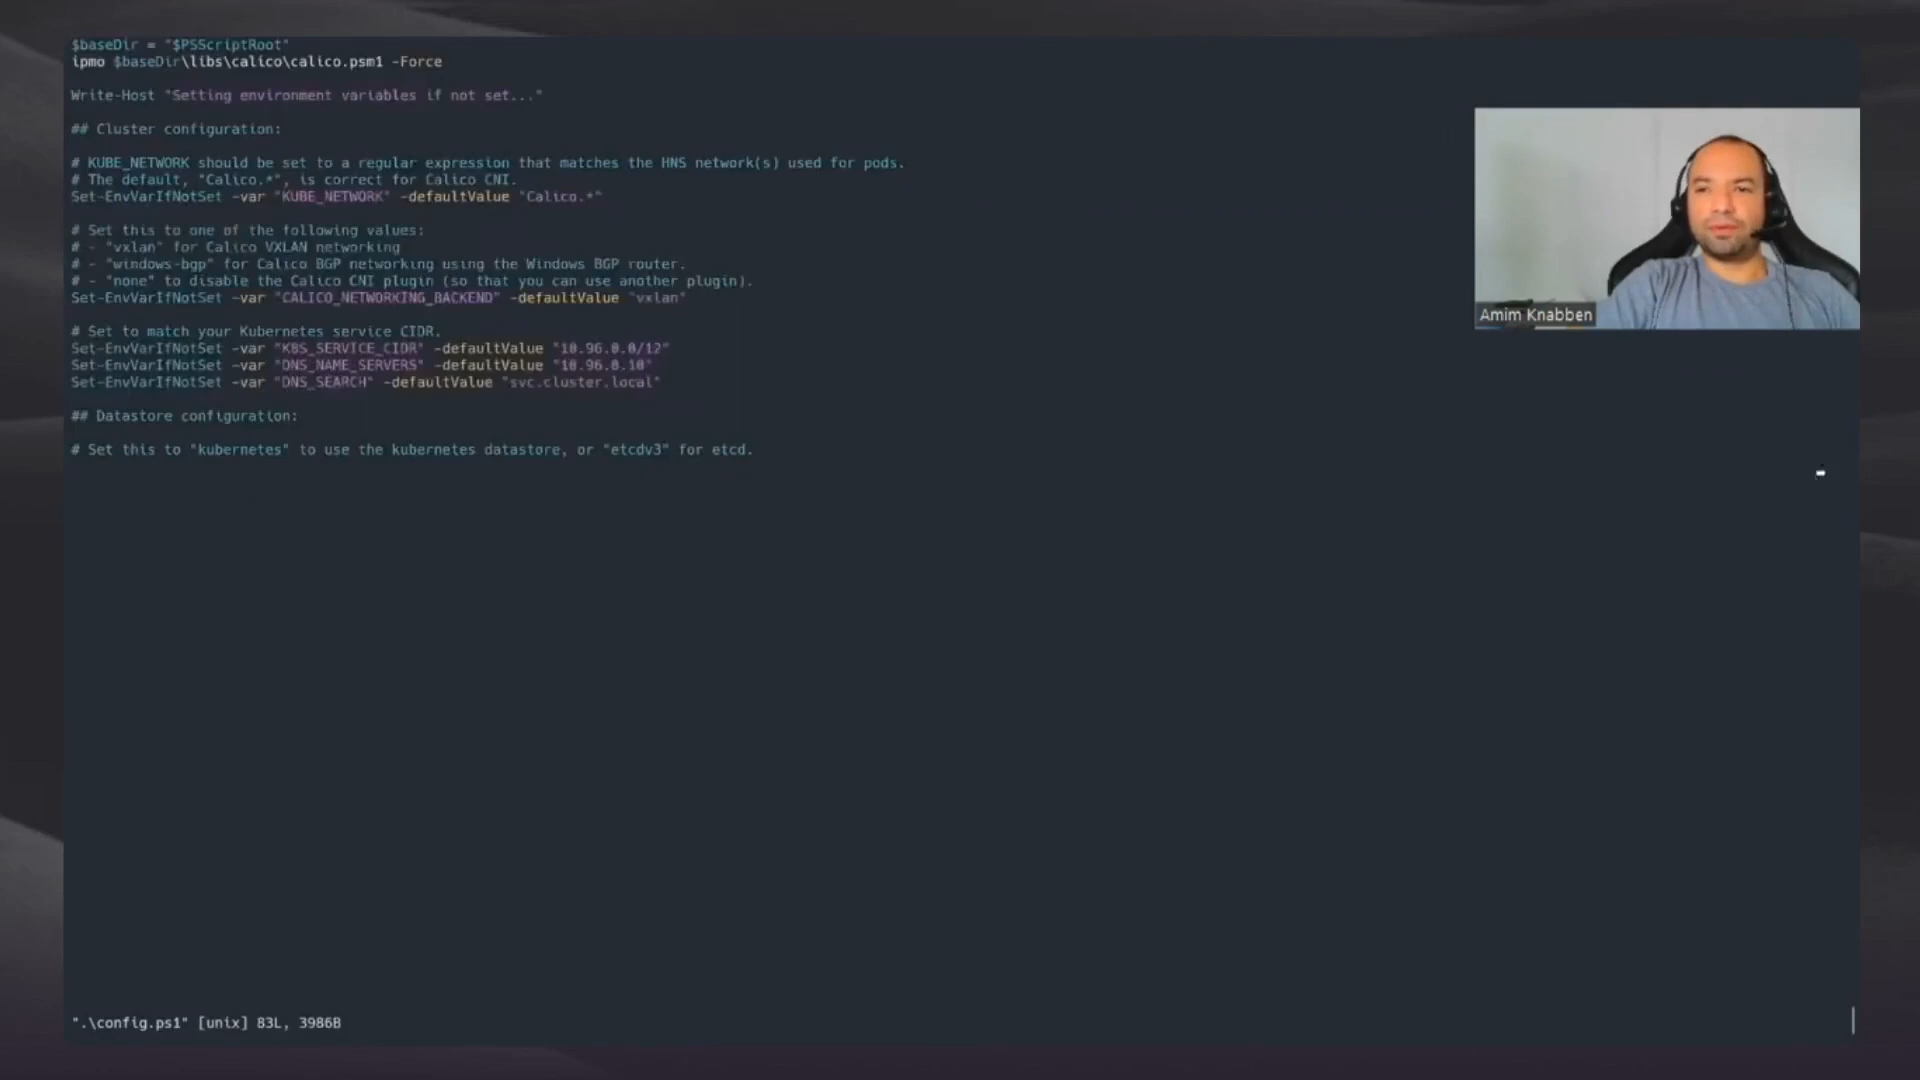 $baseDir = "$PSScriptRoot"
ipmo $baseDir\libs\calico\calico.psm1 -Force
Write-Host "Setting environment variables if not set..."
## Cluster configuration:
# KUBE_NETWORK should be set to a regular expression that matches the HNS network(s) used for pods.
# The default, "Calico.*", is correct for Calico CNI.
Set-EnvVarIfNotSet -var "KUBE_NETWORK" -defaultValue "Calico.*"
# Set this to one of the following values:
# - "vxlan" for Calico VXLAN networking
# - "windows-bgp" for Calico BGP networking using the Windows BGP router.
# - "none" to disable the Calico CNI plugin (so that you can use another plugin).
Set-EnvVarIfNotSet -var "CALICO_NETWORKING_BACKEND" -defaultValue "vxlan"
# Set to match your Kubernetes service CIDR.
Set-EnvVarIfNotSet -var "K8S_SERVICE_CIDR" -defaultValue "10.96.0.0/12"
Set-EnvVarIfNotSet -var "DNS_NAME_SERVERS" -defaultValue "10.96.0.10"
Set-EnvVarIfNotSet -var "DNS_SEARCH" -defaultValue "svc.cluster.local"
## Datastore configuration:
# Set this to "kubernetes" to use the kubernetes datastore, or "etcdv3" for etcd.
Amim Knabben
".\config.ps1" [unix] 83L, 3986B